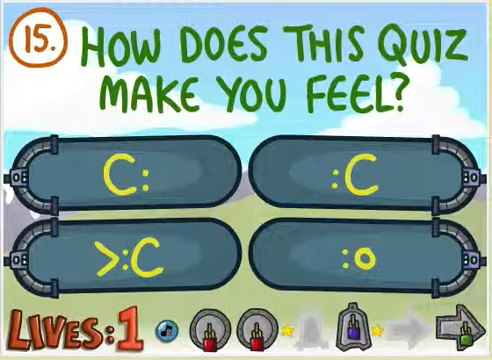 15. HOW DOES THIS QUIZ
MAKE YOU FEEL?
C: :C
>:C :o
LIVES:1